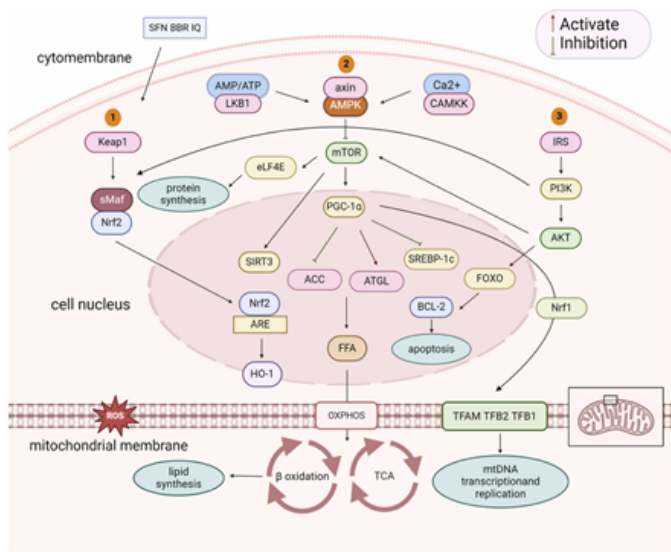 SFN BBR IQ
Activate
Inhibition
cytomembrane
2
AMP/ATP
LKB1
axin
AMPK
Ca2+
CAMKK
1
3
Keap1
IRS
mTOR
eLF4E
PI3K
protein
synthesis
sMaf
Nrf2
PGC-1α
AKT
SIRT3
SREBP-1c
ACC
ATGL
FOXO
cell nucleus
Nrf2
ARE
BCL-2
Nrf1
FFA
apoptosis
HO-1
ROS
OXPHOS
TFAM TFB2 TFB1
mitochondrial membrane
lipid
synthesis
β oxidation
TCA
mtDNA
transcriptionand
replication